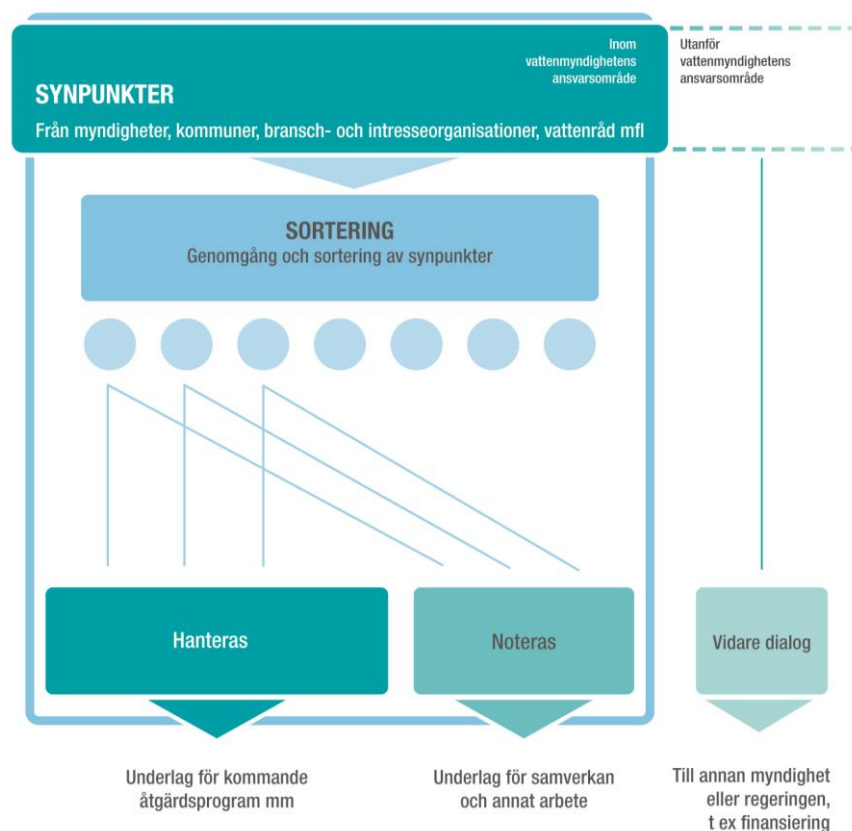 Inom
vattenmyndighetens
ansvarsområde
Utanför
vattenmyndighetens
ansvarsområde
SYNPUNKTER
Från myndigheter, kommuner, bransch- och intresseorganisationer, vattenråd mfl
SORTERING
Genomgång och sortering av synpunkter
Hanteras
Noteras
Vidare dialog
Underlag för kommande
åtgärdsprogram mm
Underlag för samverkan
och annat arbete
Till annan myndighet
eller regeringen,
t ex finansiering